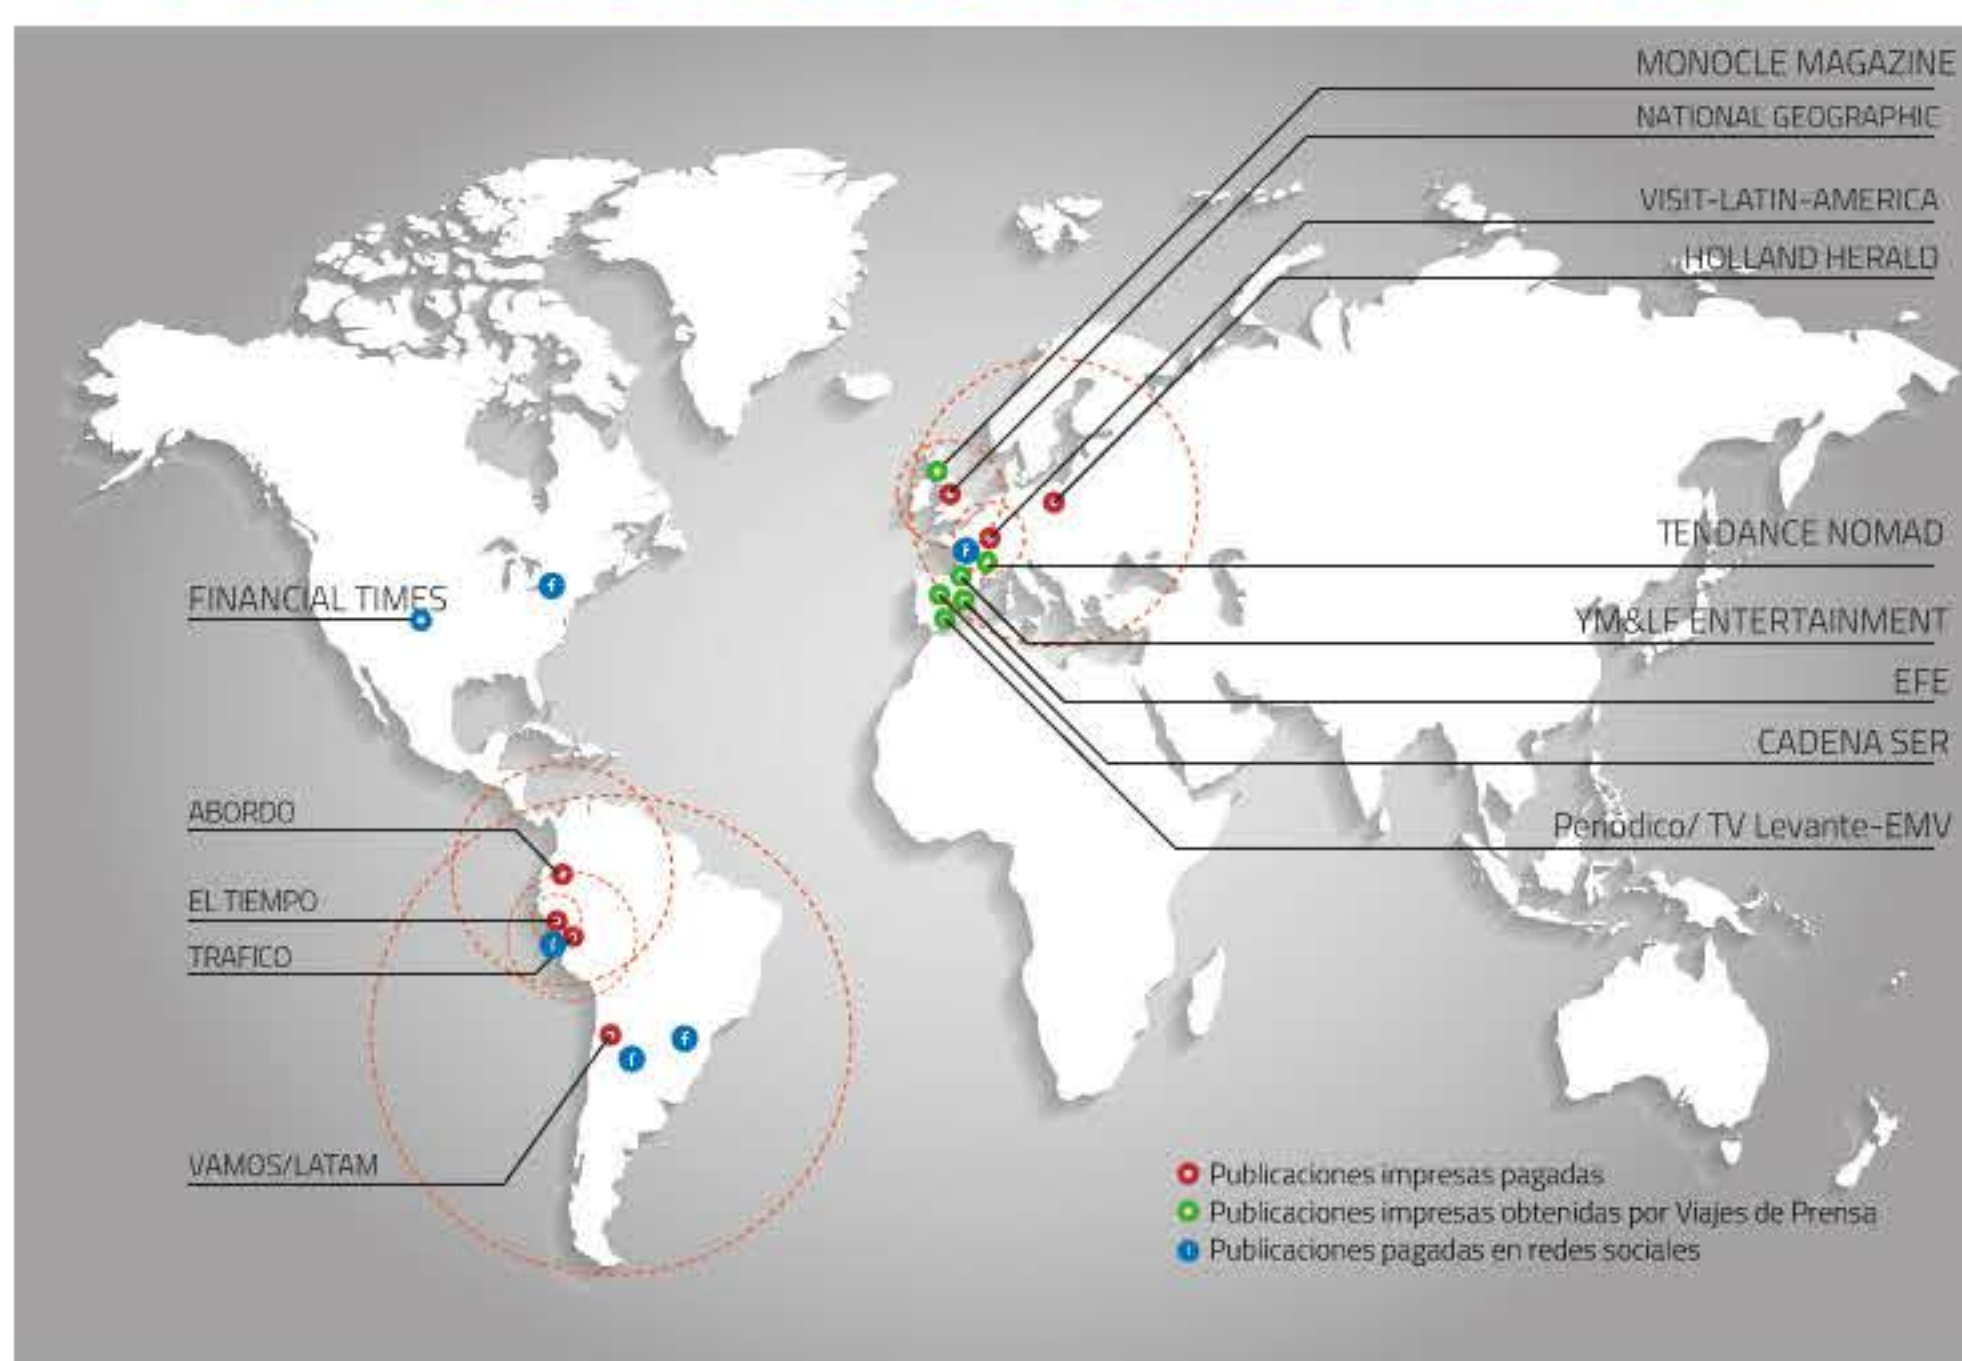 MONOCLE MAGAZINE
NATIONAL GEOGRAPHIC
VISIT-LATIN-AMERICA
HOLLAND HERALD
TENDANCE NOMAD
FINANCIAL TIMES
YM&LF ENTERTAINMENT
EFE
CADENA SER
ABORDO
Periódico/ TV Levante-EMV
EL TIEMPO
TRAFICO
VAMOS/LATAM
Publicaciones impresas pagadas
Publicaciones impresas obtenidas por Viajes de Prensa
Publicaciones pagadas en redes sociales